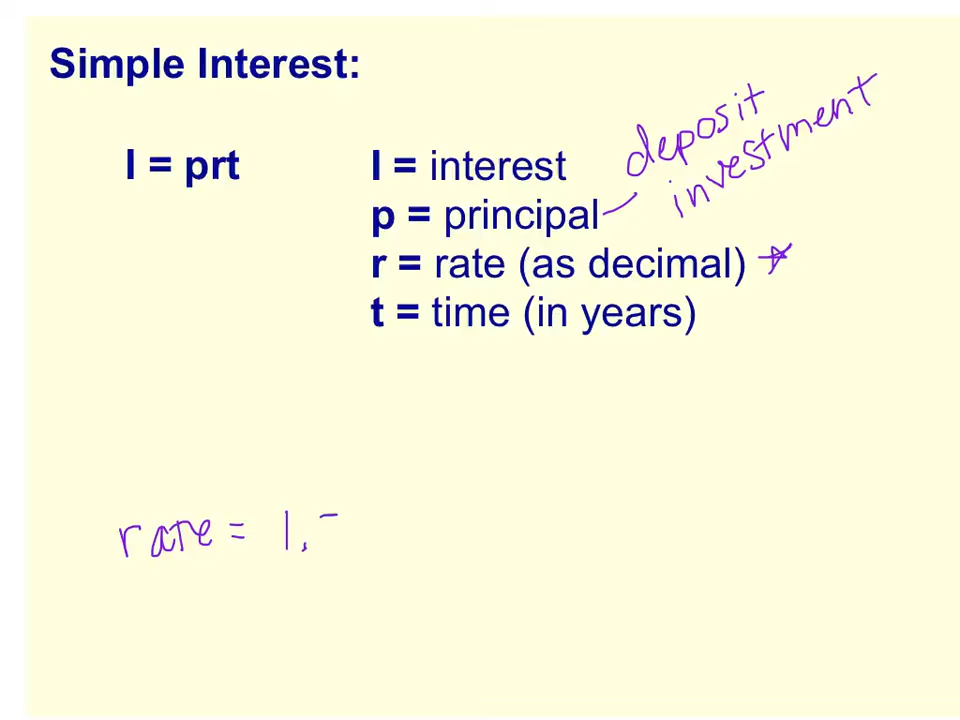 Simple Interest:
I = prt
I = interest
p = principal
deposit
investment
r = rate (as decimal)
t = time (in years)
rate = 1.